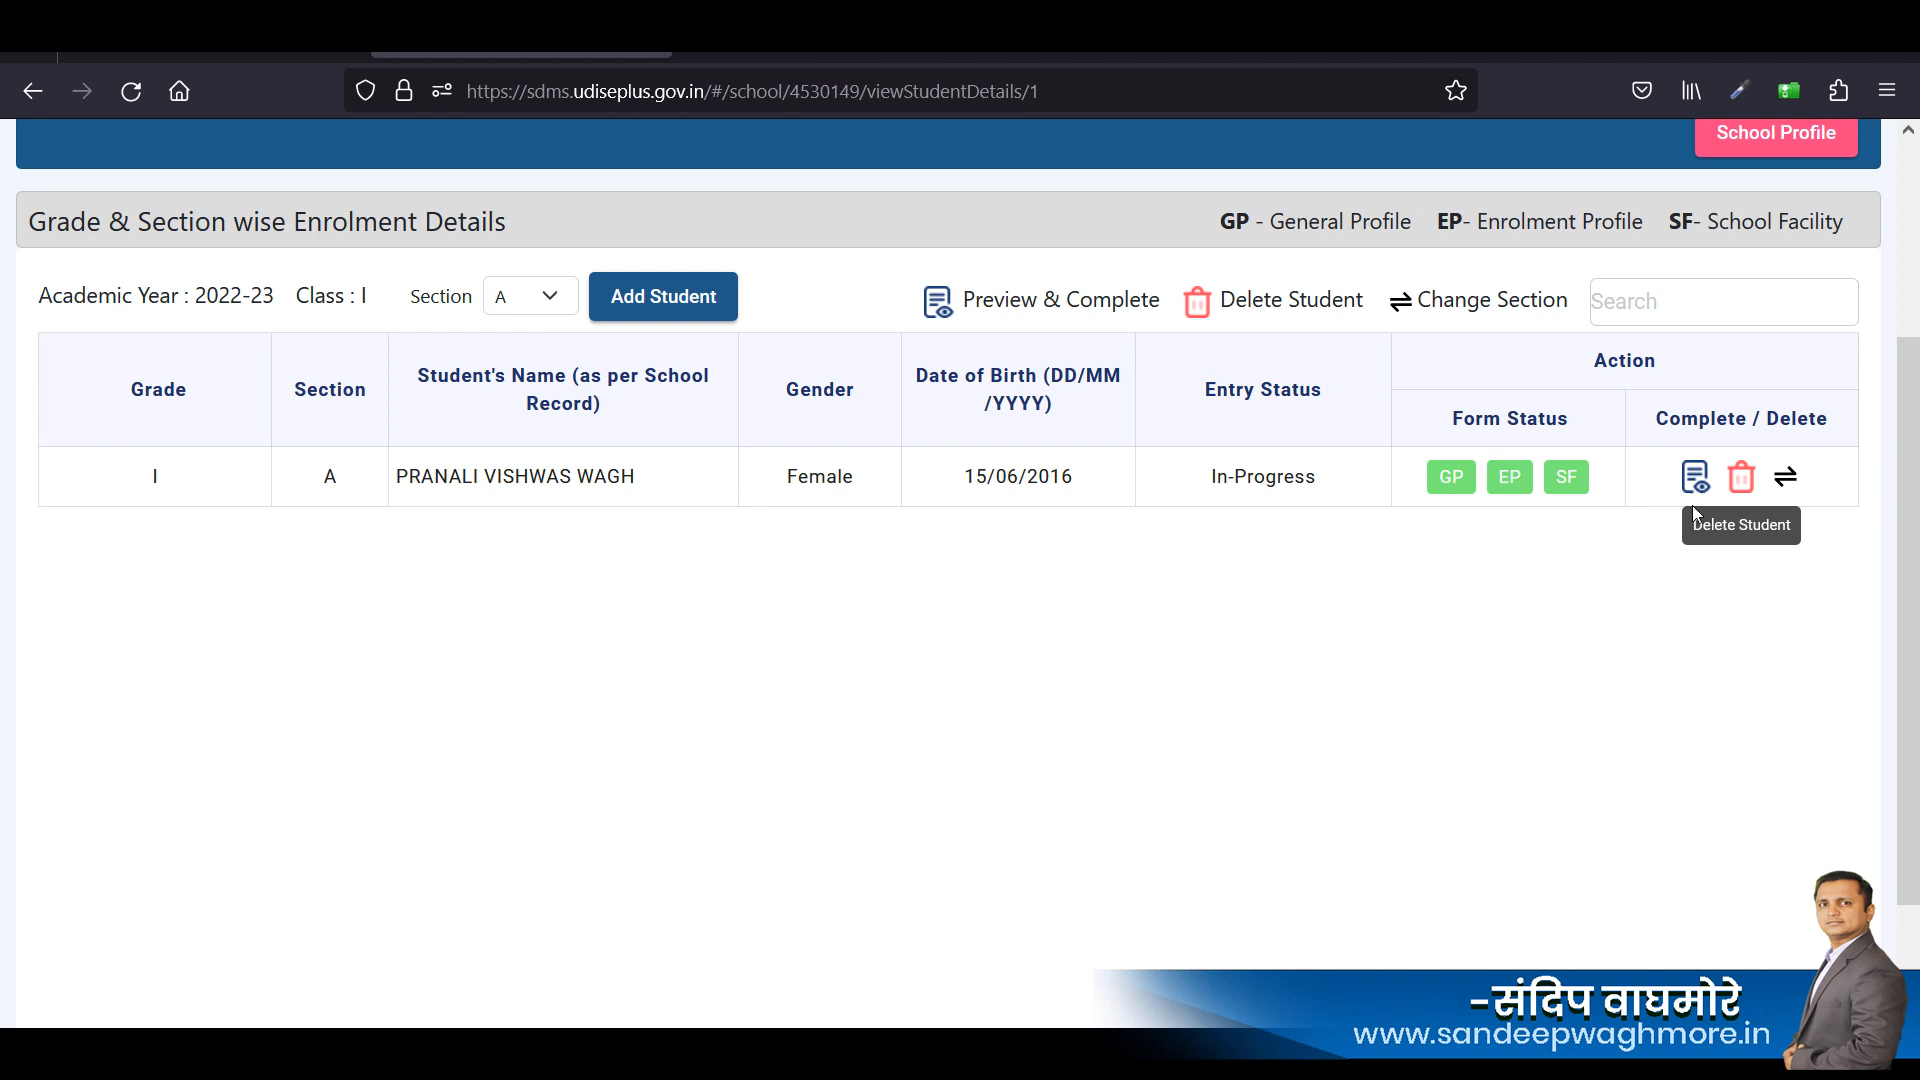 https://sdms.udiseplus.gov.in/#/school/4530149/viewStudentDetails/1
School Profile
Grade & Section wise Enrolment Details
GP - General Profile EP- Enrolment Profile SF- School Facility
Academic Year : 2022-23 Class : I Section A Add Student
Preview & Complete Delete Student Change Section Search
Grade
Section
Student's Name (as per School
Record)
Gender
Date of Birth (DD/MM
/YYYY)
Entry Status
Action
Form Status
Complete / Delete
I A PRANALI VISHWAS WAGH Female 15/06/2016 In-Progress GP EP SF
Delete Student
-संदिप वाघमोरे
www.sandeepwaghmore.in